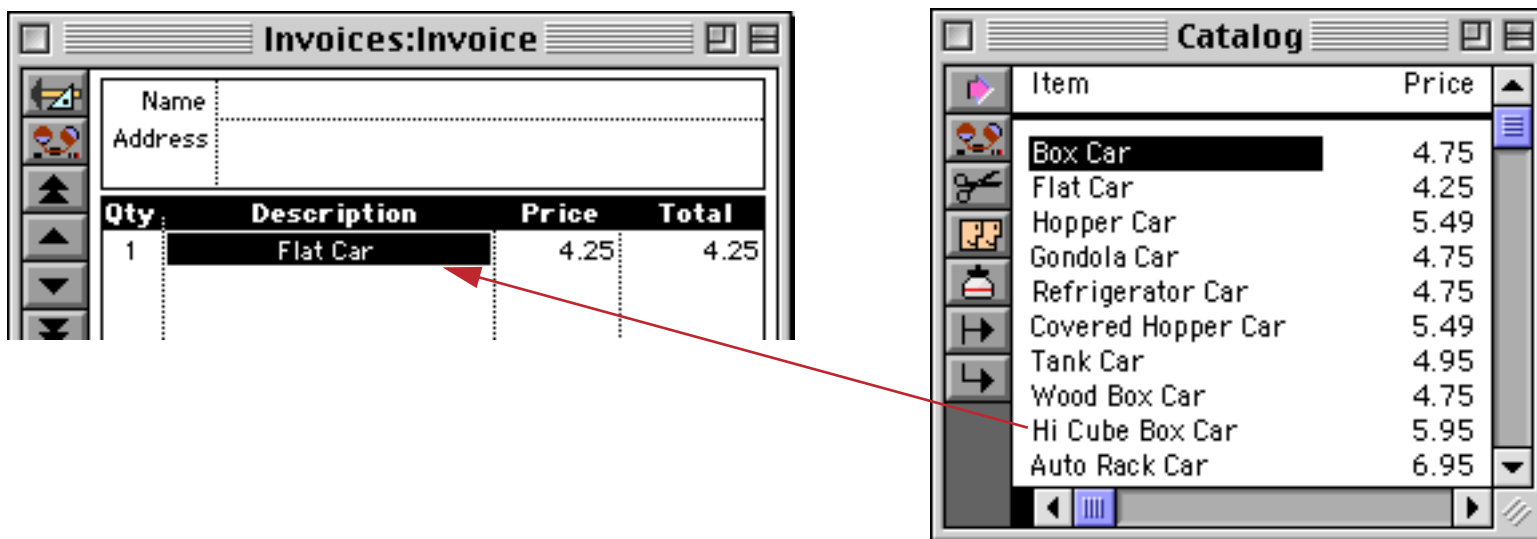 Invoices:Invoice
Name
Address
Qty Description Price Total
1 Flat Car 4.25 4.25
Catalog
Item Price
Box Car 4.75
Flat Car 4.25
Hopper Car 5.49
Gondola Car 4.75
Refrigerator Car 4.75
Covered Hopper Car 5.49
Tank Car 4.95
Wood Box Car 4.75
Hi Cube Box Car 5.95
Auto Rack Car 6.95